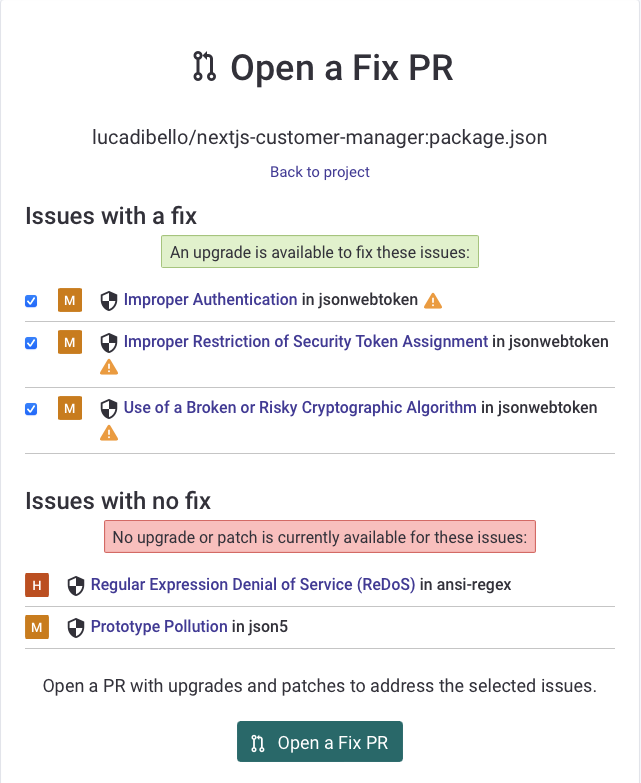 Open a Fix PR
lucadibello/nextjs-customer-manager:package.json
Back to project
Issues with a fix
An upgrade is available to fix these issues:
M Improper Authentication in jsonwebtoken
M Improper Restriction of Security Token Assignment in jsonwebtoken
M Use of a Broken or Risky Cryptographic Algorithm in jsonwebtoken
Issues with no fix
No upgrade or patch is currently available for these issues:
H Regular Expression Denial of Service (ReDoS) in ansi-regex
M Prototype Pollution in json5
Open a PR with upgrades and patches to address the selected issues.
Open a Fix PR